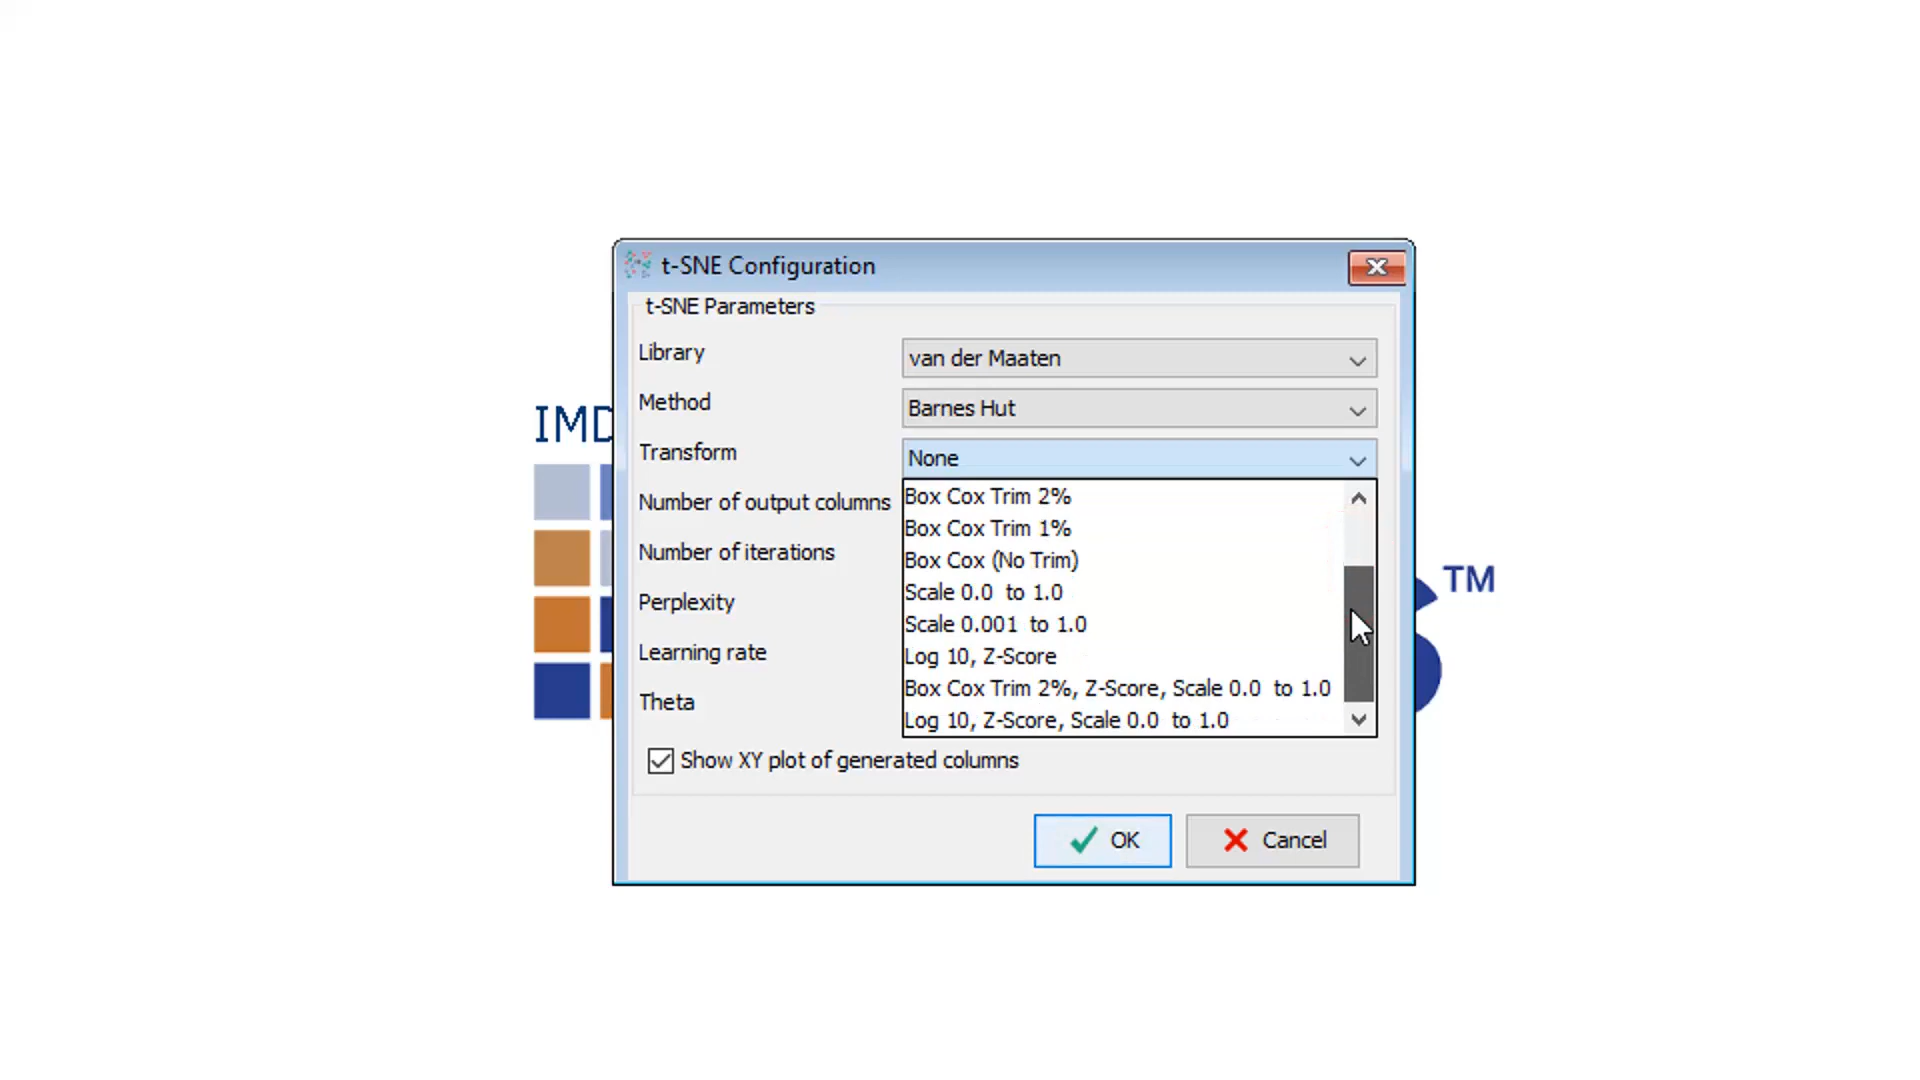 t-SNE Configuration
t-SNE Parameters
Library
van der Maaten
Method
Barnes Hut
Transform
None
Number of output columns
Number of iterations
Perplexity
Learning rate
Theta
Box Cox Trim 2%
Box Cox Trim 1%
Box Cox (No Trim)
Scale 0.0 to 1.0
Scale 0.001 to 1.0
Log 10, Z-Score
Box Cox Trim 2%, Z-Score, Scale 0.0 to 1.0
Log 10, Z-Score, Scale 0.0 to 1.0
Show XY plot of generated columns
OK
Cancel
TM